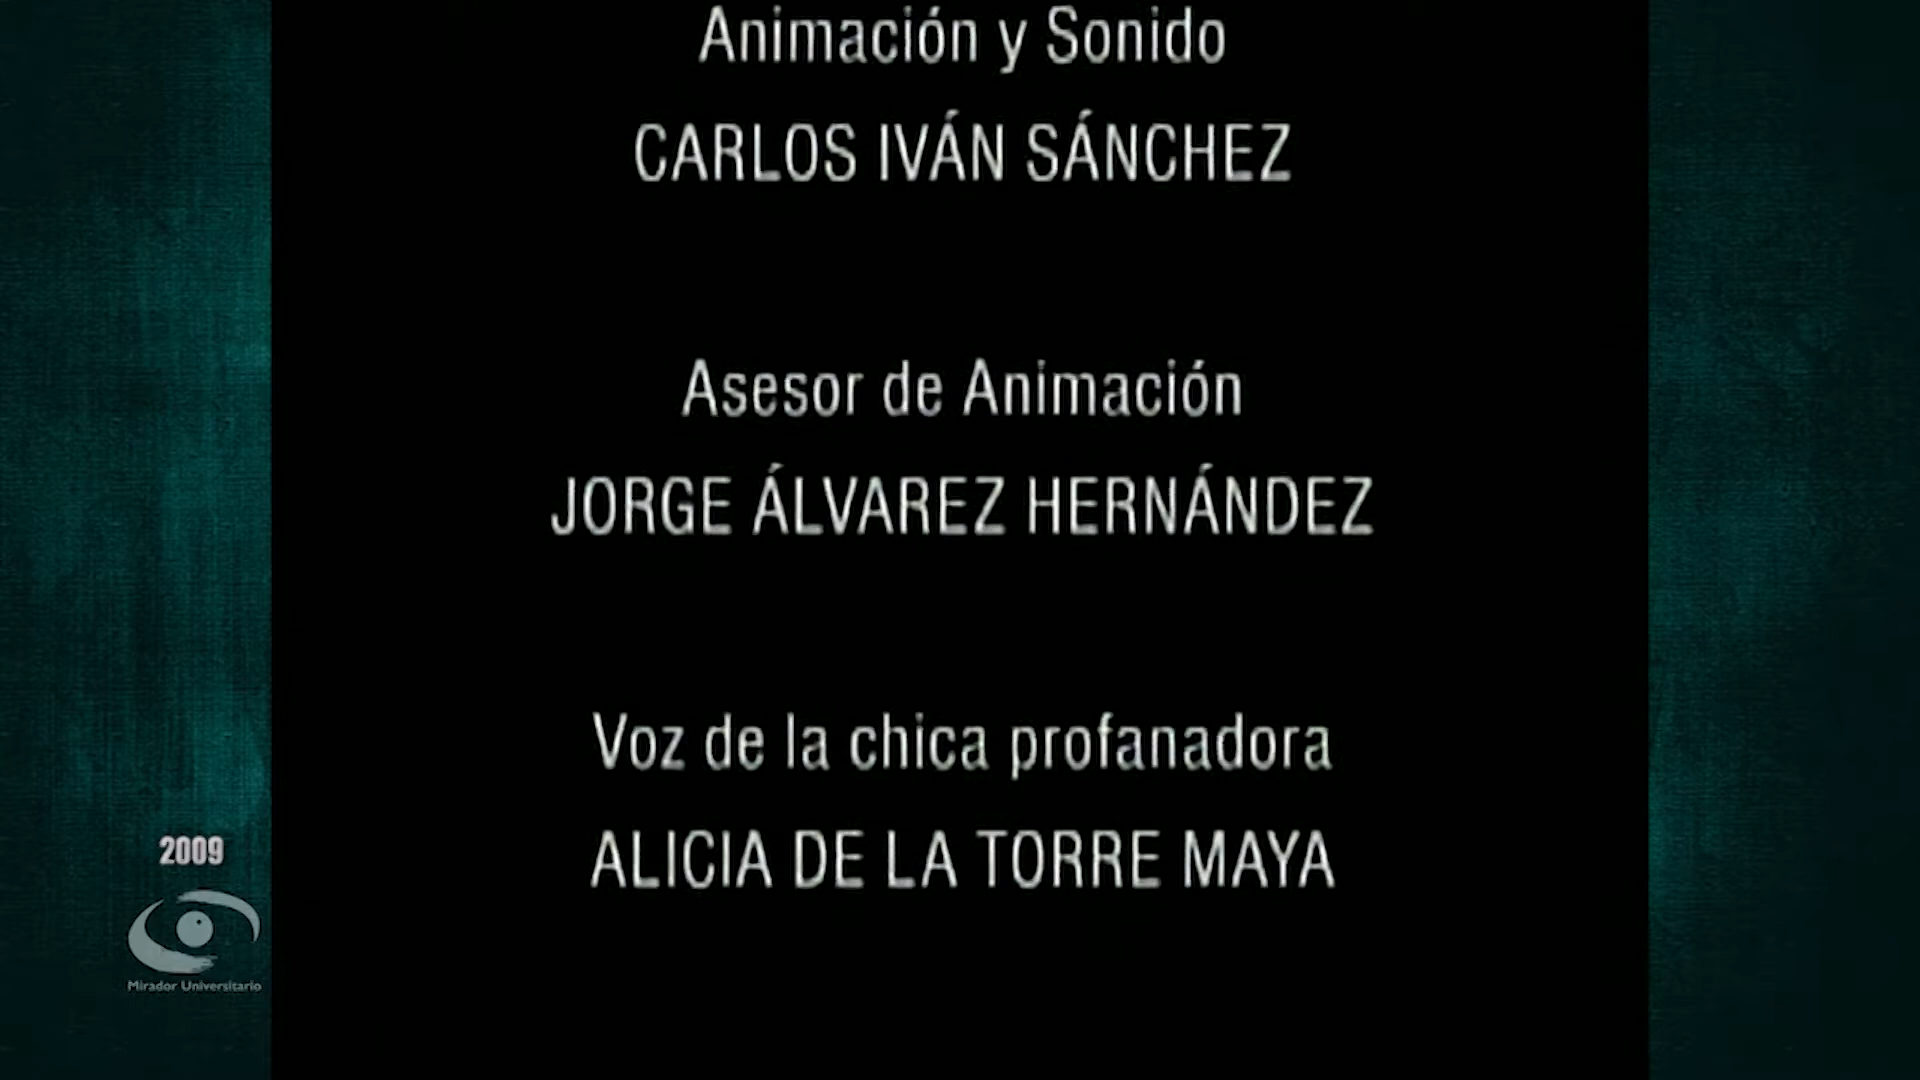 Animación y Sonido
CARLOS IVÁN SÁNCHEZ
Asesor de Animación
JORGE ÁLVAREZ HERNÁNDEZ
Voz de la chica profanadora
ALICIA DE LA TORRE MAYA
2009
Mirador Universitario